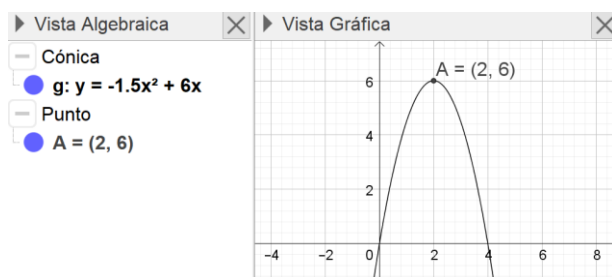 Vista Algebraica
Cónica
g: y = -1.5x² + 6x
Punto
A = (2, 6)
Vista Gráfica
A = (2, 6)
6
4
2
-4 -2 0 2 4 6 8